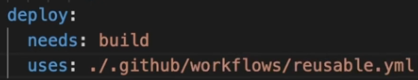 deploy:
  needs: build
  uses: ./.github/workflows/reusable.yml